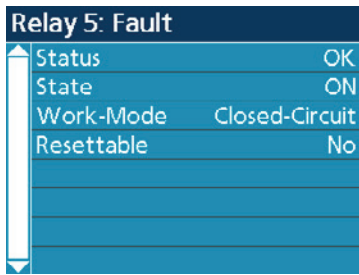 Relay 5: Fault
Status OK
State ON
Work-Mode Closed-Circuit
Resettable No